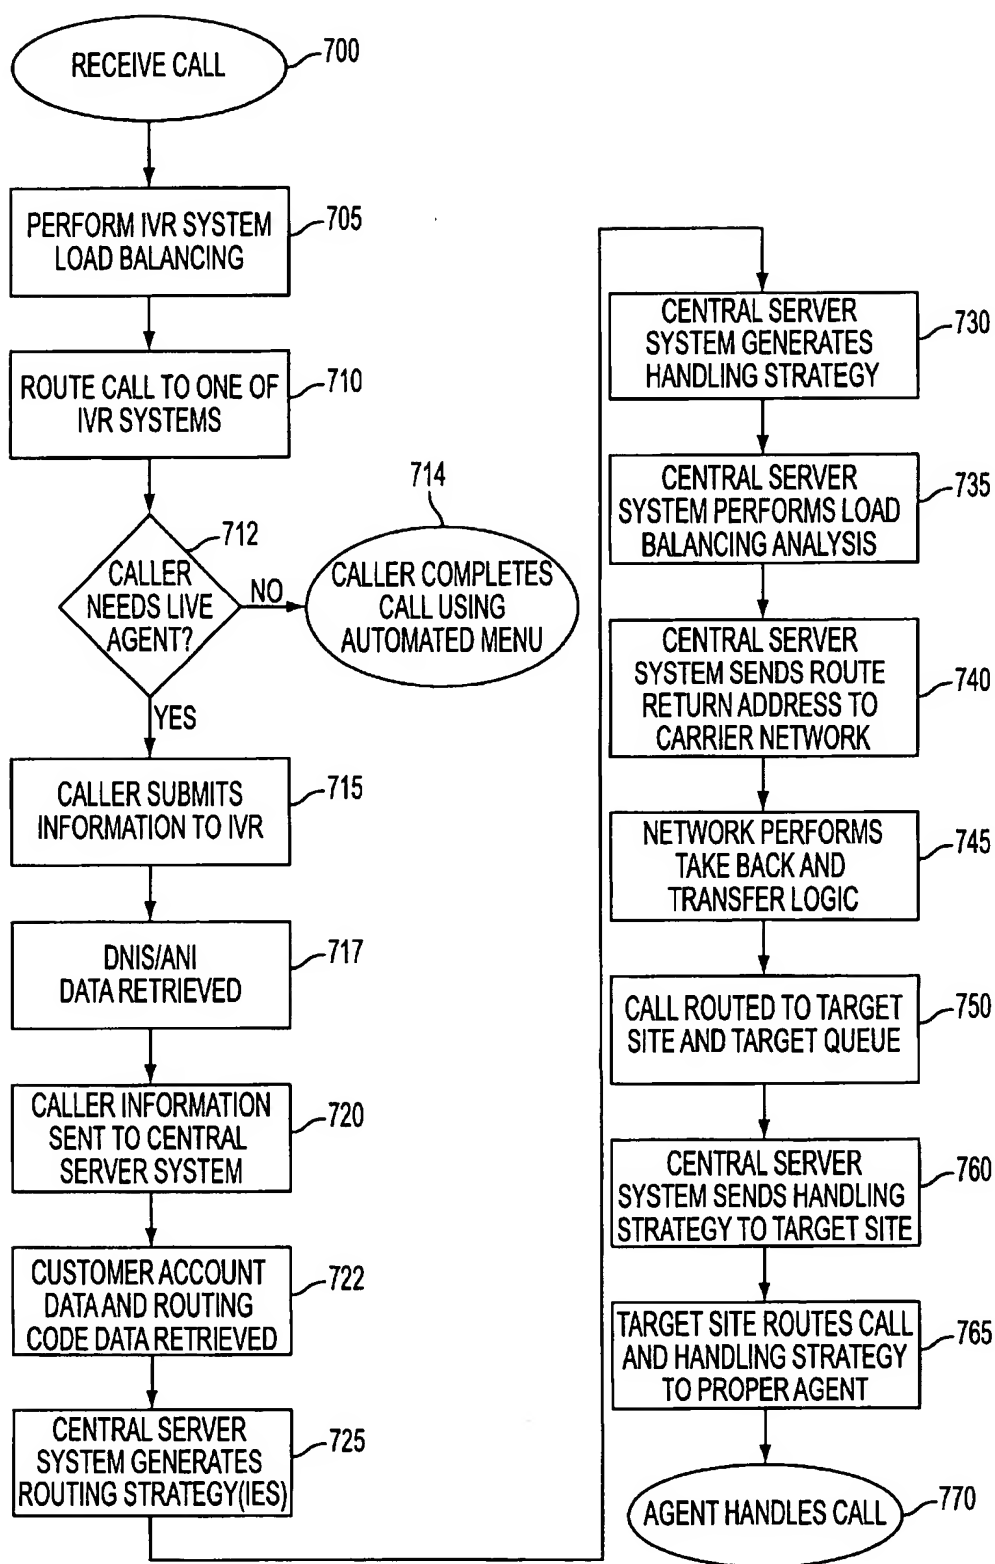 RECEIVE CALL
700
PERFORM IVR SYSTEM
LOAD BALANCING
705
ROUTE CALL TO ONE OF
IVR SYSTEMS
710
CALLER
NEEDS LIVE
AGENT?
712
NO
714
CALLER COMPLETES
CALL USING
AUTOMATED MENU
YES
CALLER SUBMITS
INFORMATION TO IVR
715
DNIS/ANI
DATA RETRIEVED
717
CALLER INFORMATION
SENT TO CENTRAL
SERVER SYSTEM
720
CUSTOMER ACCOUNT
DATA AND ROUTING
CODE DATA RETRIEVED
722
CENTRAL SERVER
SYSTEM GENERATES
ROUTING STRATEGY(IES)
725
CENTRAL SERVER
SYSTEM GENERATES
HANDLING STRATEGY
730
CENTRAL SERVER
SYSTEM PERFORMS LOAD
BALANCING ANALYSIS
735
CENTRAL SERVER
SYSTEM SENDS ROUTE
RETURN ADDRESS TO
CARRIER NETWORK
740
NETWORK PERFORMS
TAKE BACK AND
TRANSFER LOGIC
745
CALL ROUTED TO TARGET
SITE AND TARGET QUEUE
750
CENTRAL SERVER
SYSTEM SENDS HANDLING
STRATEGY TO TARGET SITE
760
TARGET SITE ROUTES CALL
AND HANDLING STRATEGY
TO PROPER AGENT
765
AGENT HANDLES CALL
770